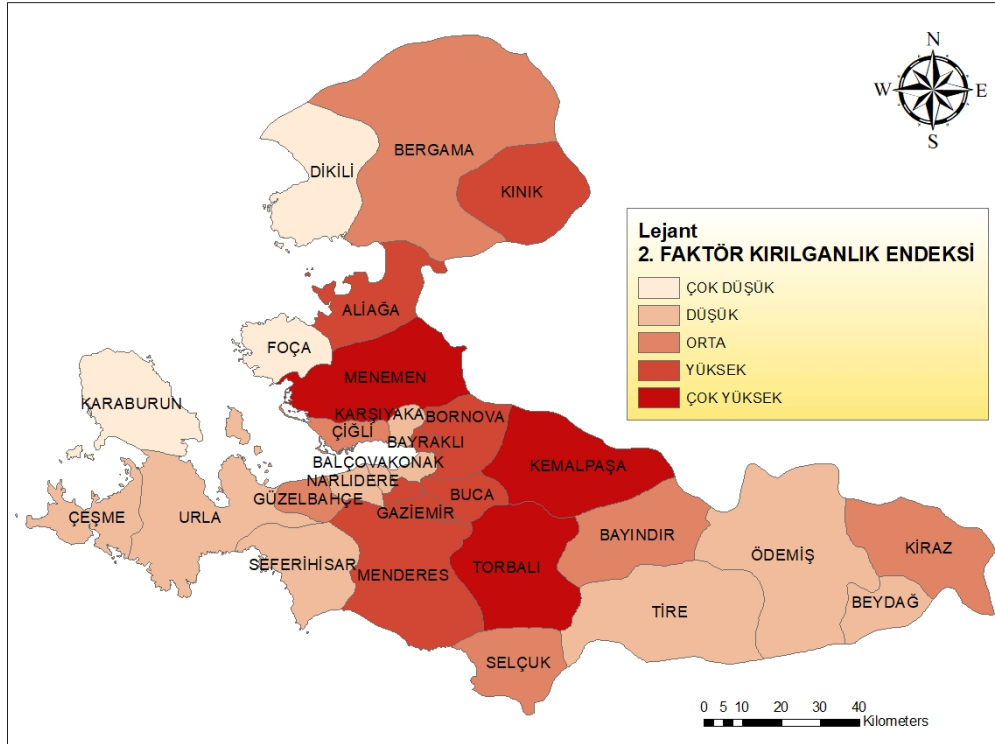 N
W E
S
DİKİLİ
BERGAMA
KINIK
Lejant
2. FAKTÖR KIRILGANLIK ENDEKSİ
ÇOK DÜŞÜK
DÜŞÜK
ORTA
YÜKSEK
ÇOK YÜKSEK
ALİAĞA
FOÇA
MENEMEN
KARABURUN
KARŞIYAKA
BORNOVA
ÇİĞLİ
BAYRAKLI
BALÇOVA
KONAK
KEMALPAŞA
NARLIDERE
GÜZELBAHÇE
BUCA
GAZİEMİR
ÇEŞME
URLA
BAYINDIR
ÖDEMİŞ
KİRAZ
SEFERİHİSAR
MENDERES
TORBALI
TİRE
BEYDAĞ
SELÇUK
0 5 10 20 30 40
Kilometers